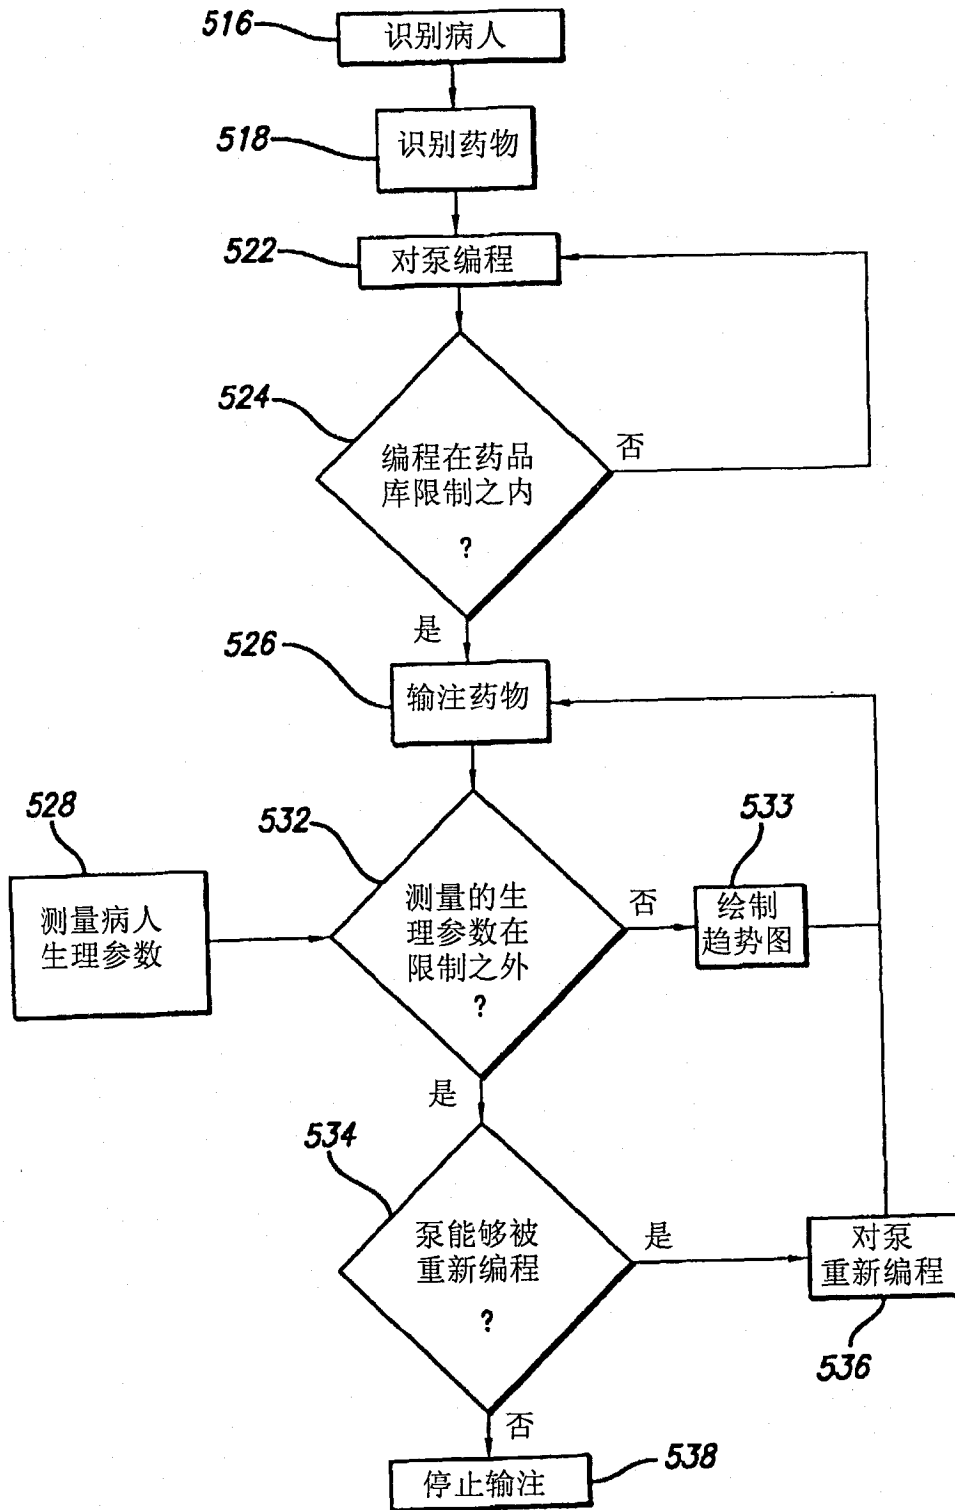 516
识别病人
518
识别药物
522
对泵编程
524
编程在药品
库限制之内
?
否
是
526
输注药物
528
测量病人
生理参数
532
测量的生
理参数在
限制之外
?
否
533
绘制
趋势图
是
534
泵能够被
重新编程
?
是
对泵
重新编程
536
否
停止输注
538